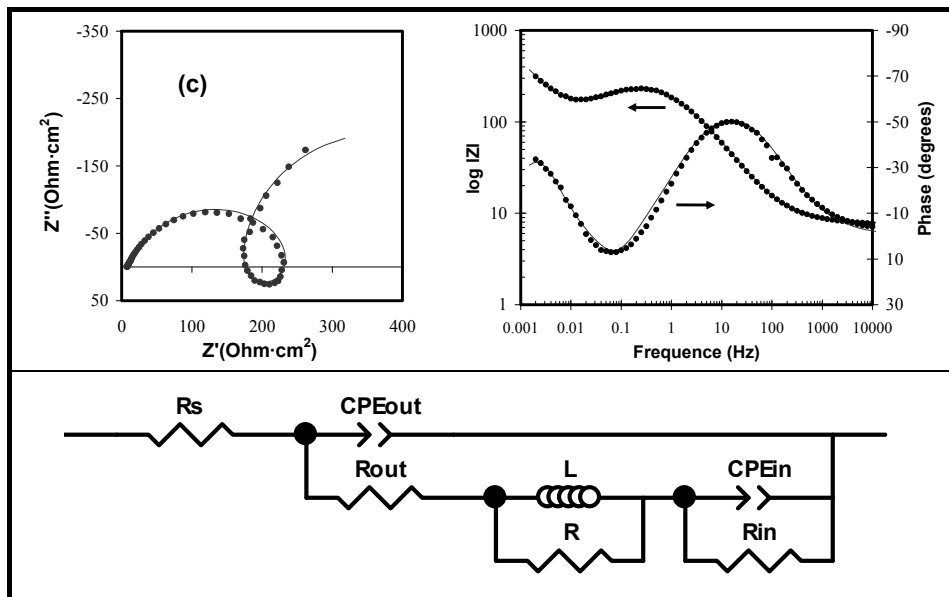 -350
-250
-150
-50
50
Z"(Ohm·cm²)
(c)
0 100 200 300 400
Z'(Ohm·cm²)
1000
100
10
1
log IZI
-90
-70
-50
-30
-10
10
30
Phase (degrees)
0.001 0.01 0.1 1 10 100 1000 10000
Frequence (Hz)
Rs CPEout
Rout L CPEin
R Rin